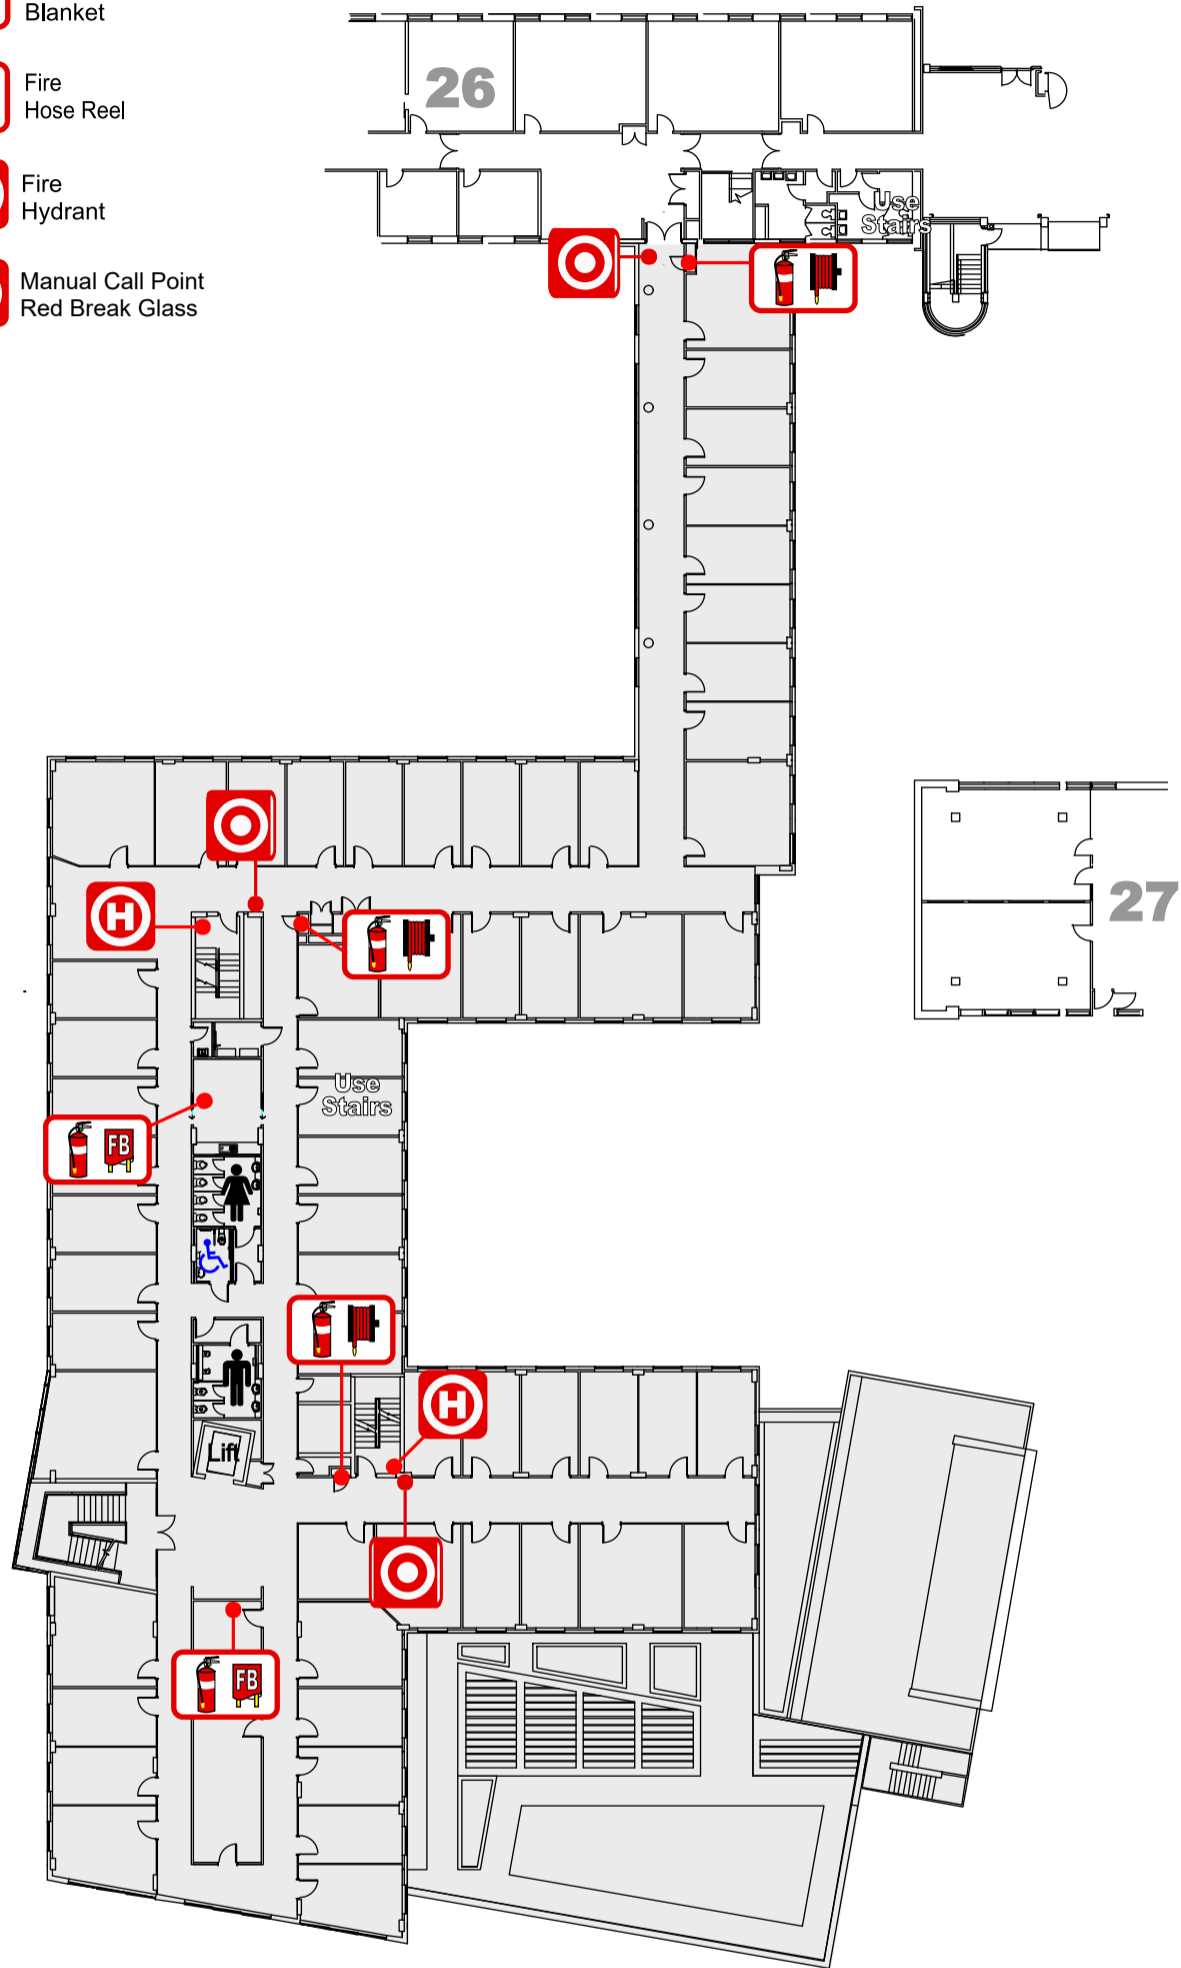 Blanket
Fire
Hose Reel
Fire
Hydrant
Manual Call Point
Red Break Glass
26
Use
Stairs
27
H
Use
Stairs
FB
H
Lift
FB